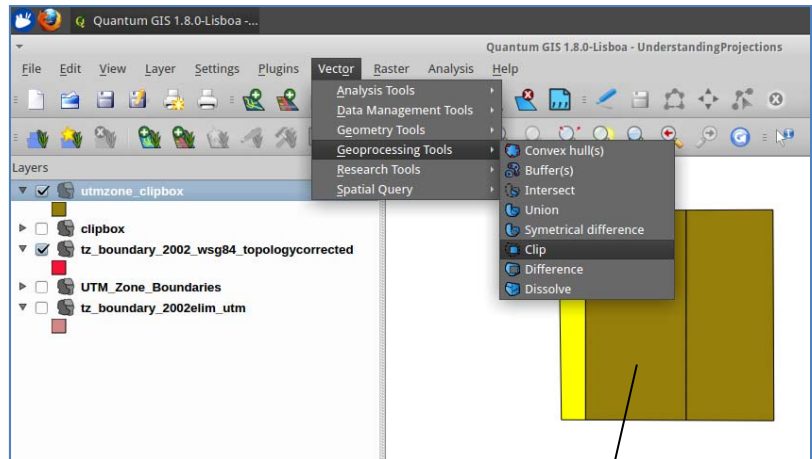 Quantum GIS 1.8.0-Lisboa -...
Quantum GIS 1.8.0-Lisboa - UnderstandingProjections
File Edit View Layer Settings Plugins Vector Raster Analysis Help
Analysis Tools
Data Management Tools
Geometry Tools
Geoprocessing Tools
Research Tools
Spatial Query
Convex hull(s)
Buffer(s)
Intersect
Union
Symetrical difference
Clip
Difference
Dissolve
Layers
utmzone_clipbox
clipbox
tz_boundary_2002_wsg84_topologycorrected
UTM_Zone_Boundaries
tz_boundary_2002elim_utm